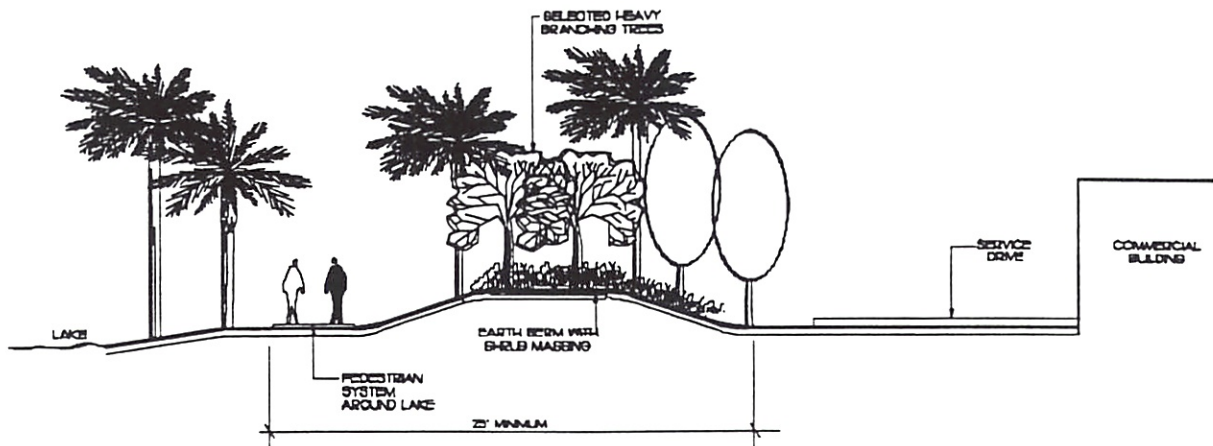 SELECTED HEAVY
BRANCHING TREES
SERVICE
DRIVE
COMMERCIAL
BUILDING
LAKE
EARTH BERM WITH
SHRUB MASSING
PEDESTRIAN
SYSTEM
AROUND LAKE
25' MINIMUM